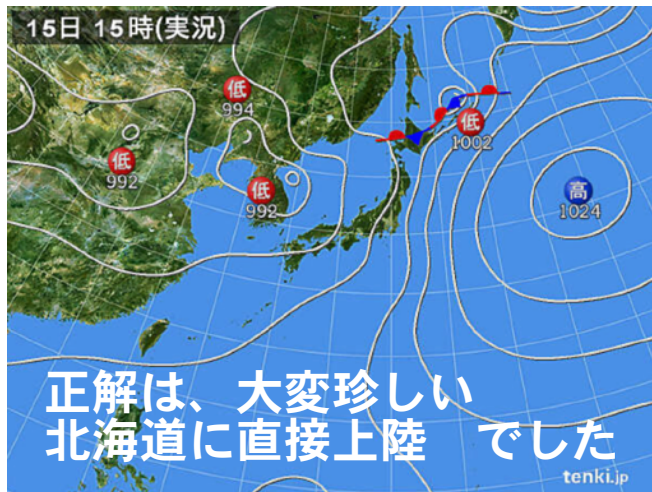 15日 15時(実況)
低
994
低
992
低
992
低
1002
高
1024
正解は、大変珍しい
北海道に直接上陸　でした
tenki.jp